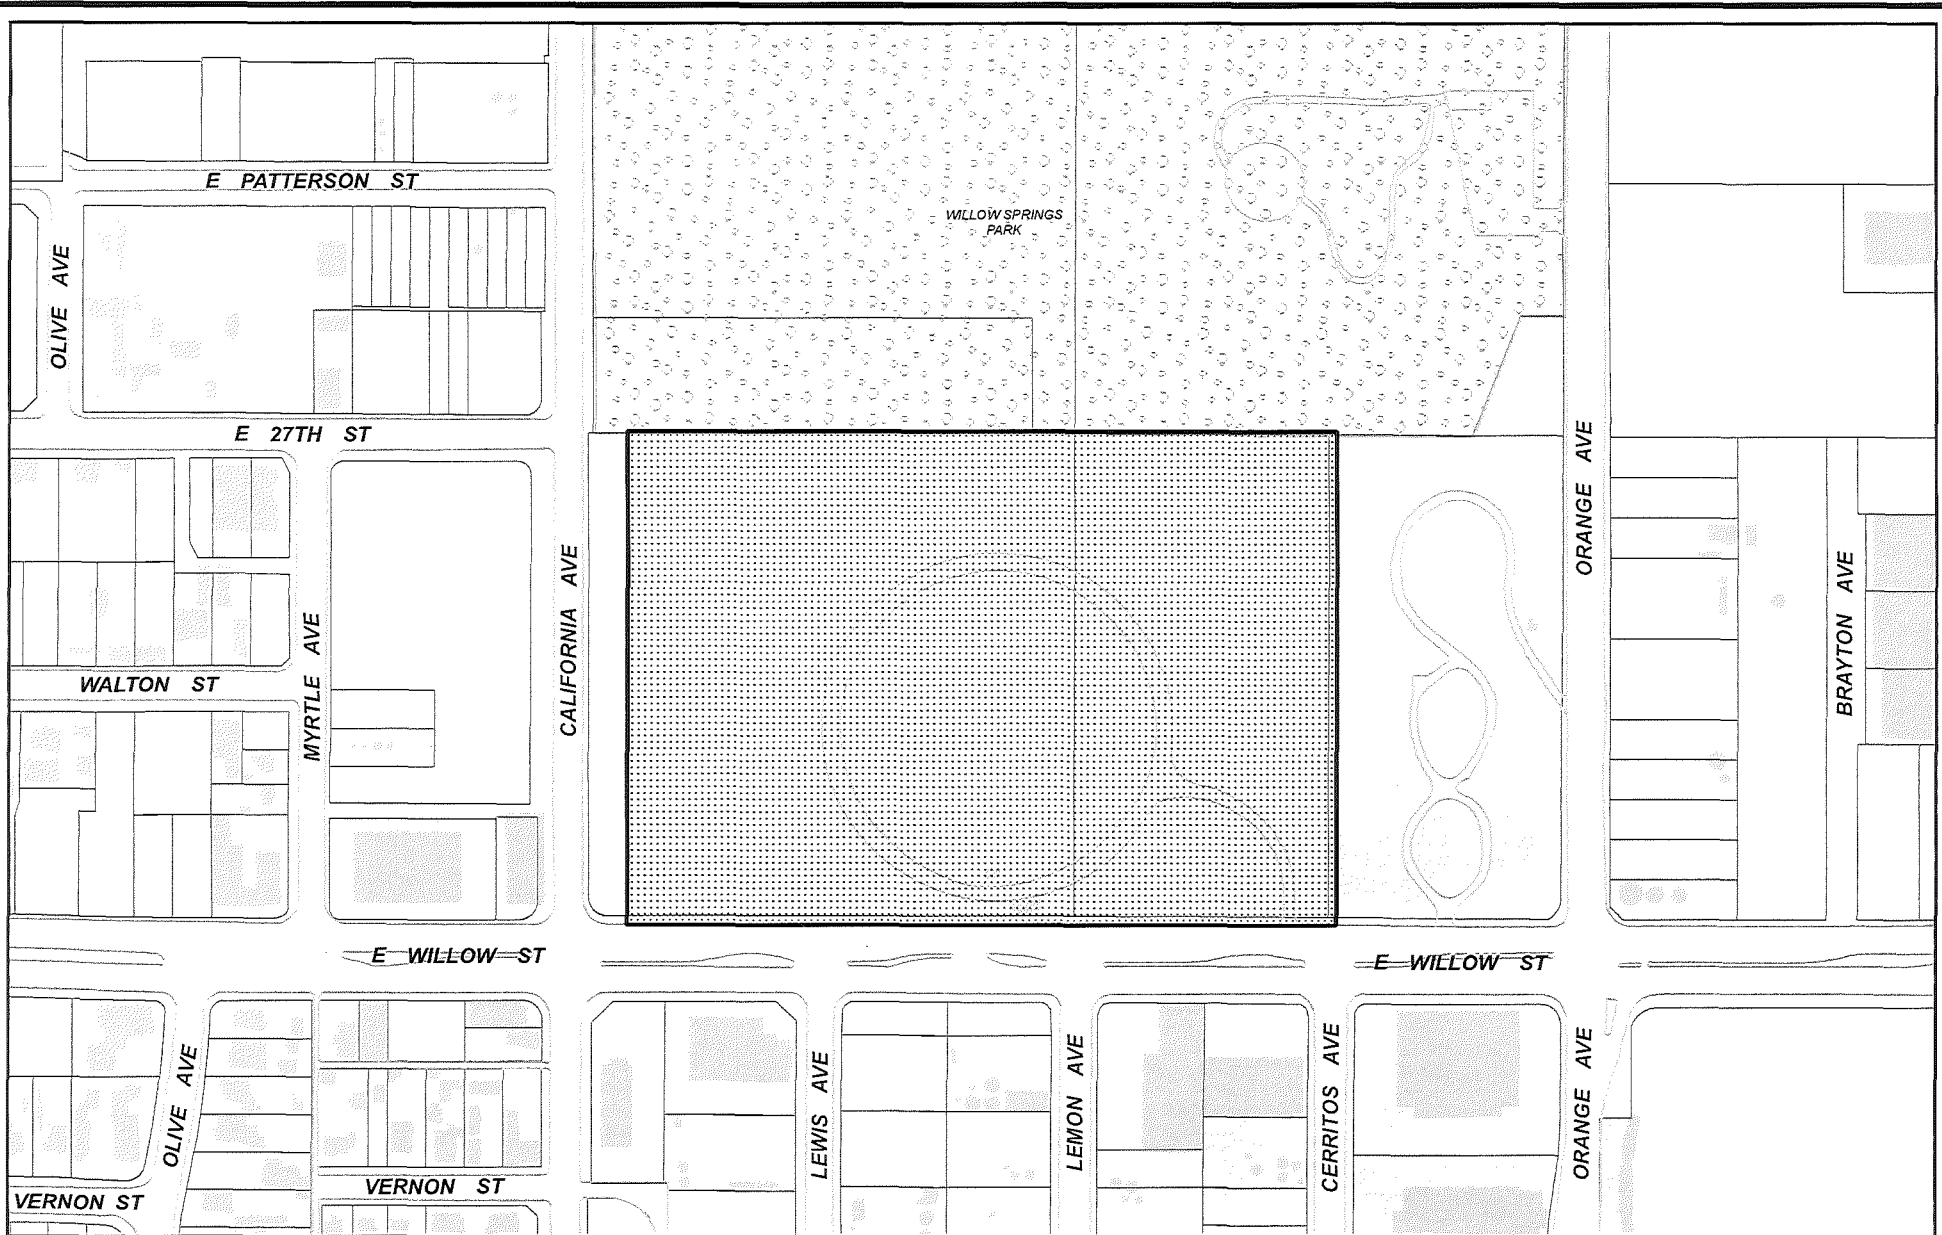 E PATTERSON ST
WILLOW SPRINGS
PARK
OLIVE AVE
E 27TH ST
ORANGE AVE
CALIFORNIA AVE
BRAYTON AVE
MYRTLE AVE
WALTON ST
E WILLOW ST
E WILLOW ST
OLIVE AVE
LEWIS AVE
LEMON AVE
CERRITOS AVE
ORANGE AVE
VERNON ST
VERNON ST